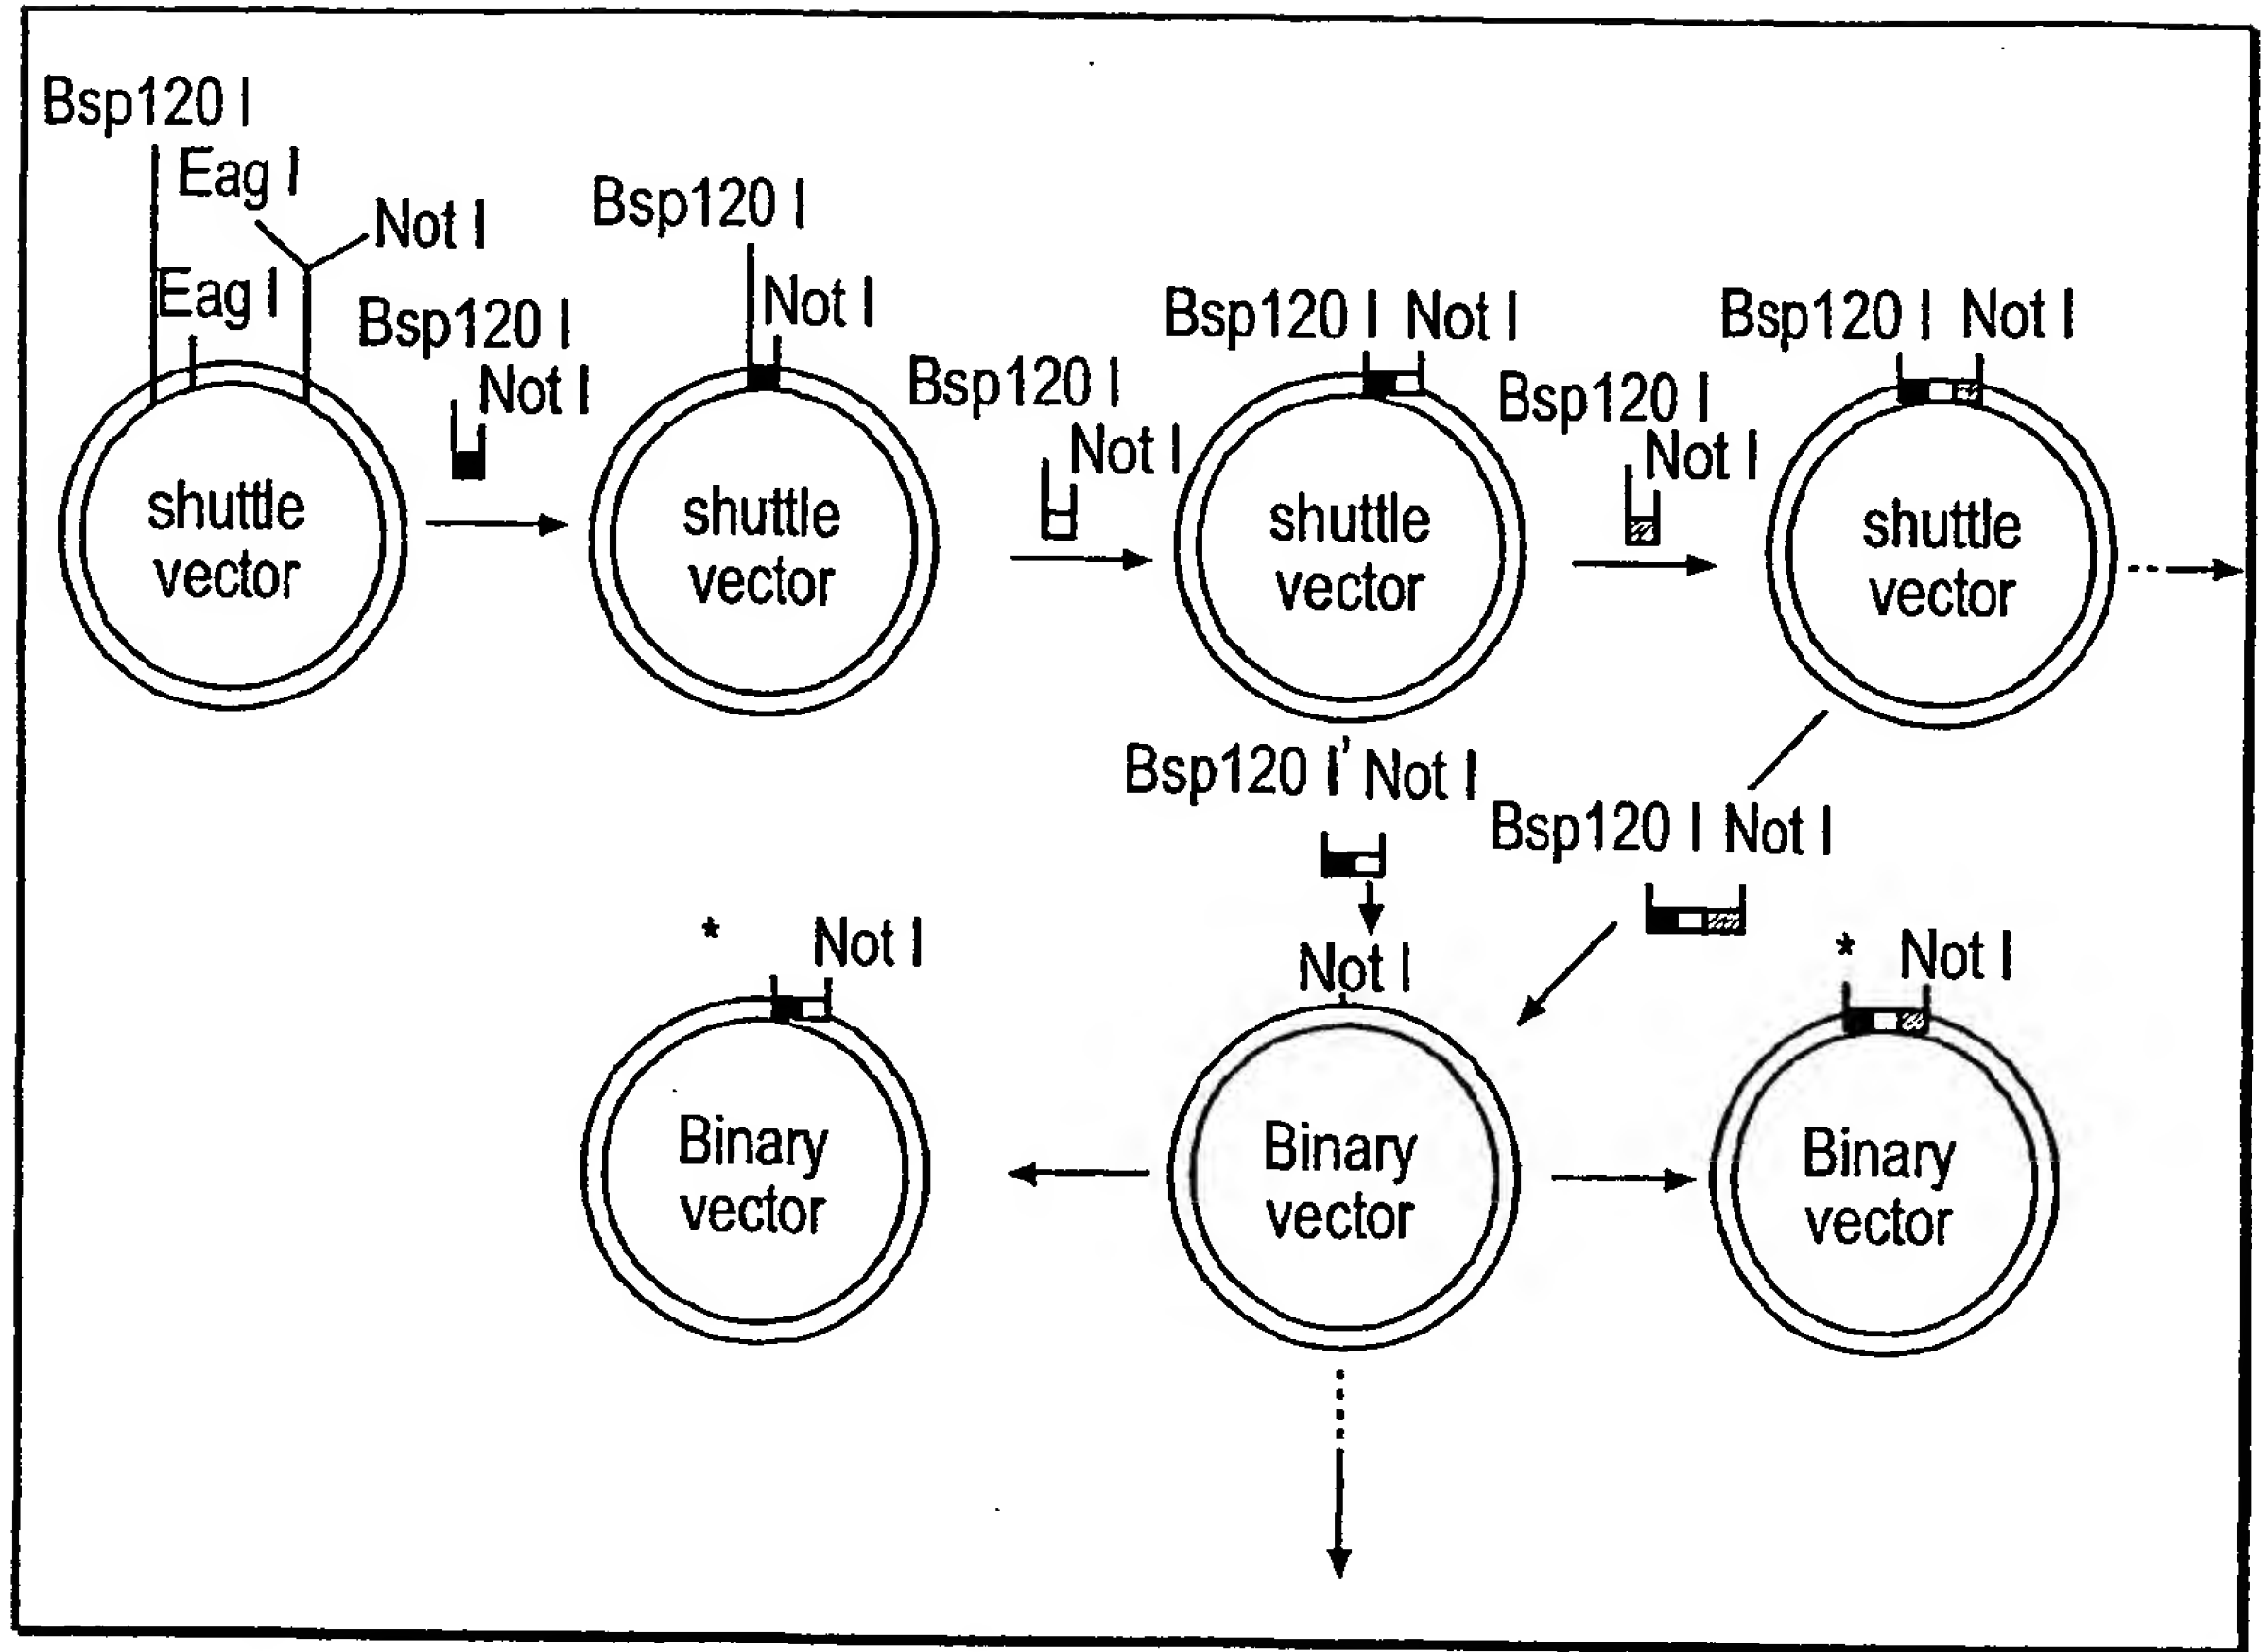 Bsp120 I
Eag I
Not I
Eag I
Bsp120 I
Not I
shuttle
vector
Bsp120 I
Not I
shuttle
vector
Bsp120 I
Not I
Bsp120 I Not I
shuttle
vector
Bsp120 I
Not I
Bsp120 I Not I
shuttle
vector
Bsp120 I' Not I
Bsp120 I Not I
* Not I
Binary
vector
Not I
Binary
vector
* Not I
Binary
vector